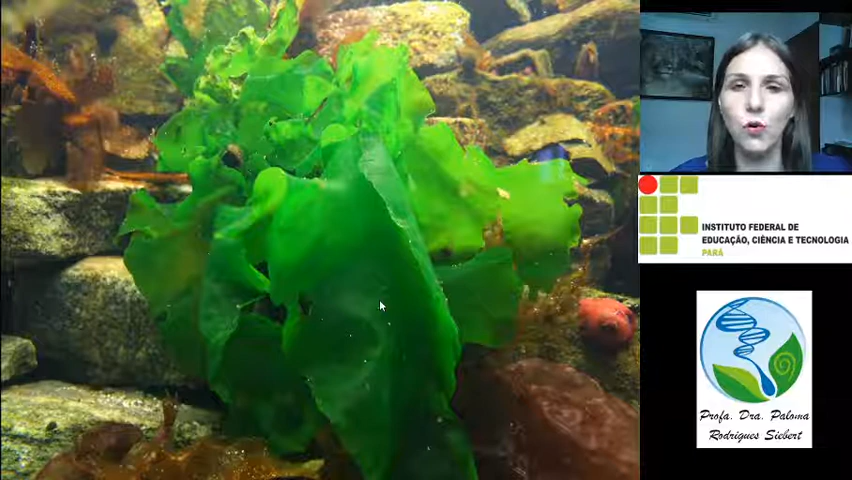 INSTITUTO FEDERAL DE
EDUCAÇÃO, CIÊNCIA E TECNOLOGIA
PARÁ
Profa. Dra. Paloma
Rodrigues Siebert